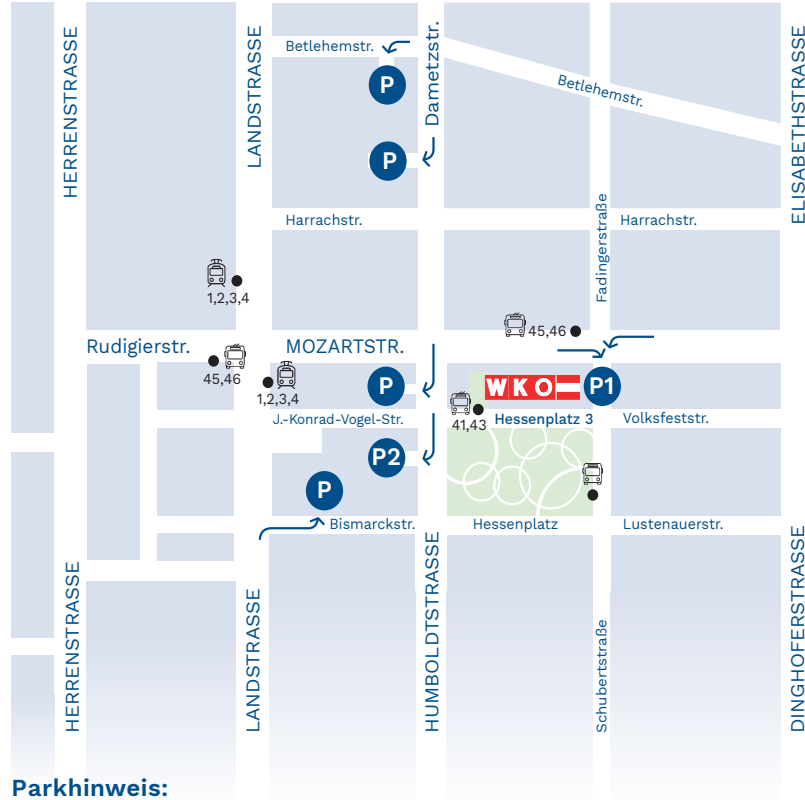 HERRENSTRASSE
LANDSTRASSE
Betlehemstr.
Dametzstr.
P
Betlehemstr.
ELISABETHSTRASSE
P
Harrachstr.
Fadingerstraße
Harrachstr.
1,2,3,4
45,46
Rudigierstr.
MOZARTSTR.
45,46
1,2,3,4
P
WKO
P1
41,43
J.-Konrad-Vogel-Str.
Hessenplatz 3
Volksfeststr.
P2
P
Bismarckstr.
Hessenplatz
Lustenauerstr.
HERRENSTRASSE
LANDSTRASSE
HUMBOLDTSTRASSE
Schubertstraße
DINGHOFERSTRASSE
Parkhinweis: